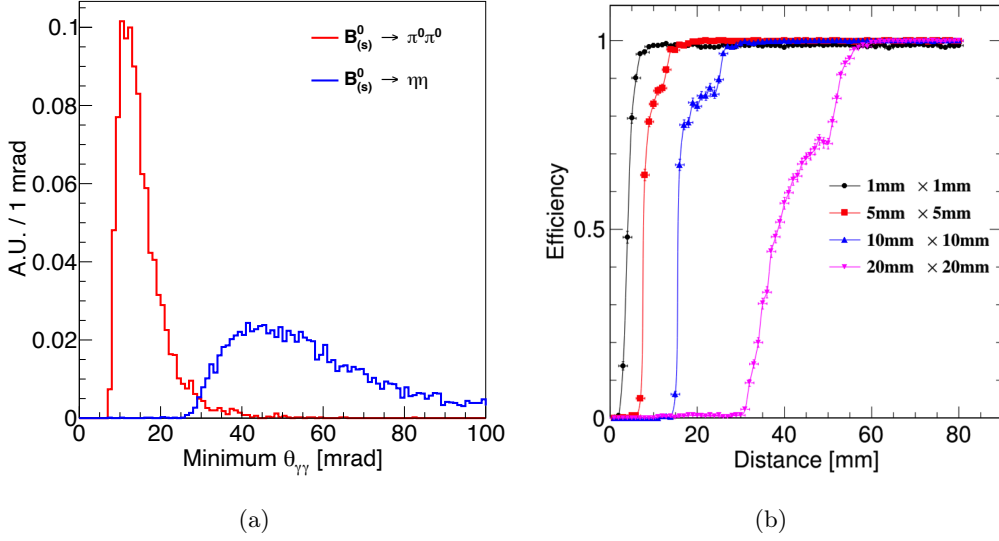 0.1
0.08
0.06
0.04
0.02
0
A.U. / 1 mrad
B⁰₍ₛ₎ → π⁰π⁰
B⁰₍ₛ₎ → ηη
0 20 40 60 80 100
Minimum θγγ [mrad]
(a)
1
0.5
0
Efficiency
1mm × 1mm
5mm × 5mm
10mm × 10mm
20mm × 20mm
0 20 40 60 80
Distance [mm]
(b)